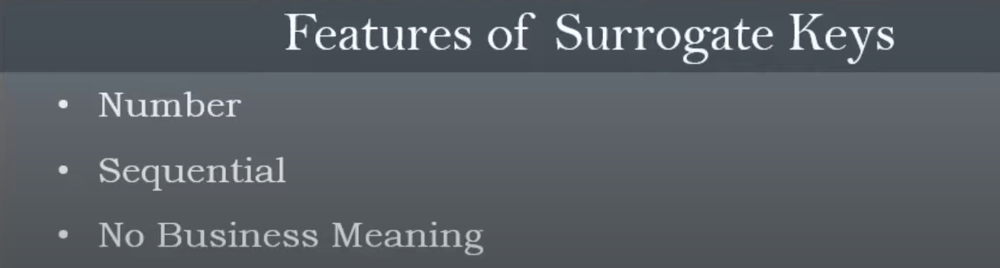 Features of Surrogate Keys
• Number
• Sequential
• No Business Meaning